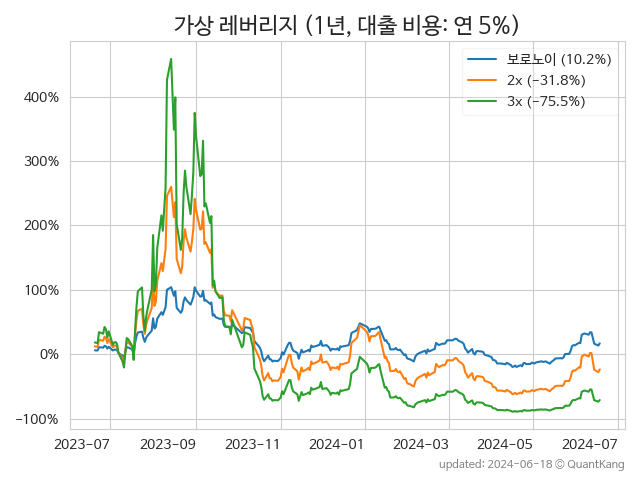 가상 레버리지 (1년, 대출 비용: 연 5%)
보로노이 (10.2%)
2x (−31.8%)
3x (−75.5%)
400%
300%
200%
100%
0%
−100%
2023-07 2023-09 2023-11 2024-01 2024-03 2024-05 2024-07
updated: 2024-06-18 ⓒ QuantKang